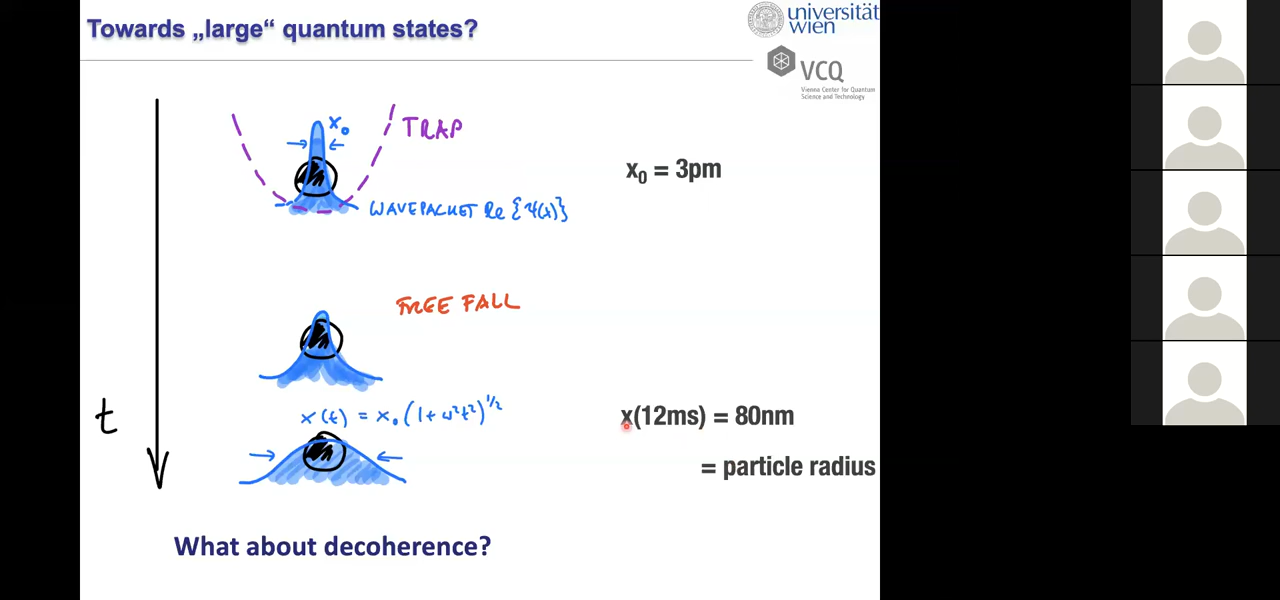 Towards „large“ quantum states?
universität
wien
VCQ
Vienna Center for Quantum
Science and Technology
x₀
TRAP
x₀ = 3pm
WAVEPACKET Re {Ψ(x)}
FREE FALL
t
x(t) = x₀ (1+ω²t²)^1/2
x(12ms) = 80nm
= particle radius
What about decoherence?